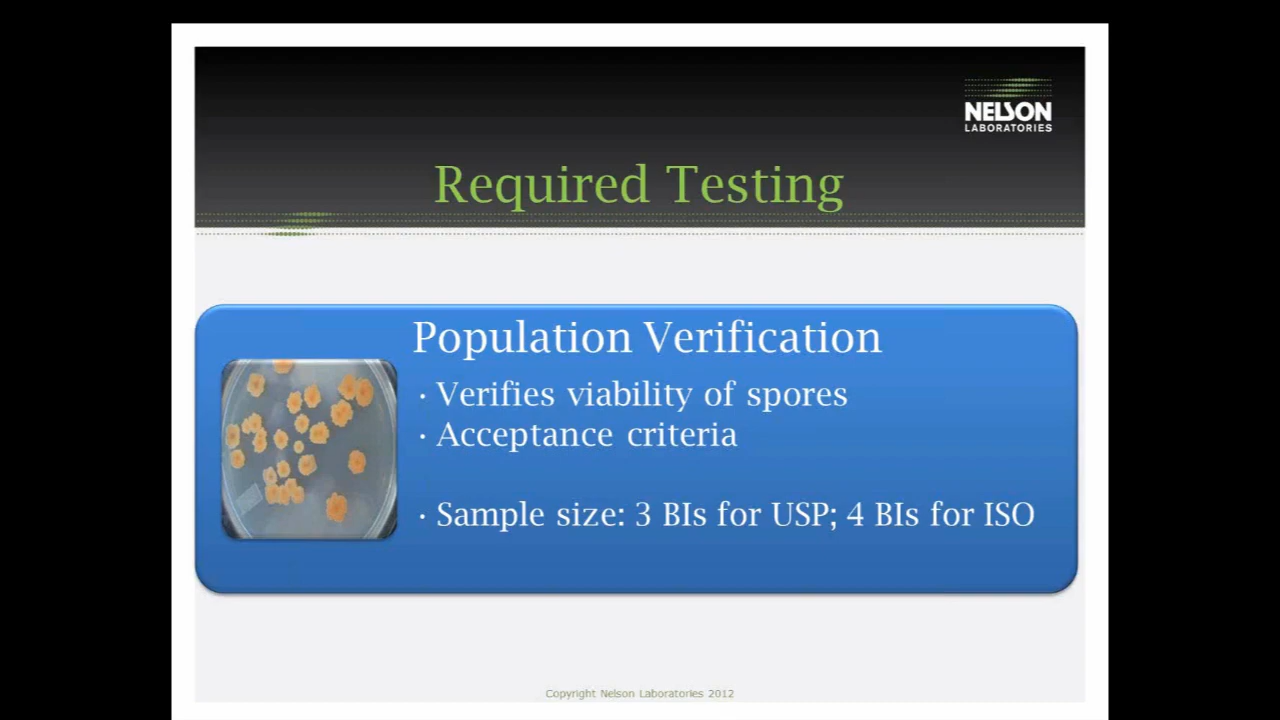 NELSON
LABORATORIES
Required Testing
Population Verification
· Verifies viability of spores
· Acceptance criteria
· Sample size: 3 BIs for USP; 4 BIs for ISO
Copyright Nelson Laboratories 2012